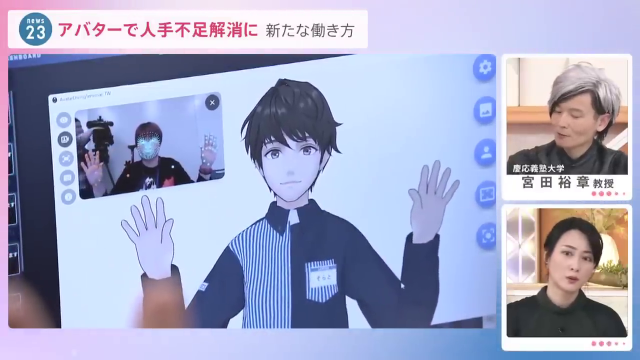 news
23
アバターで人手不足解消に 新たな働き方
慶応義塾大学
宮田裕章教授